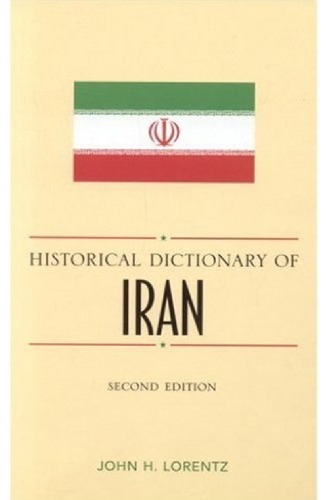 HISTORICAL DICTIONARY OF
IRAN
SECOND EDITION
JOHN H. LORENTZ